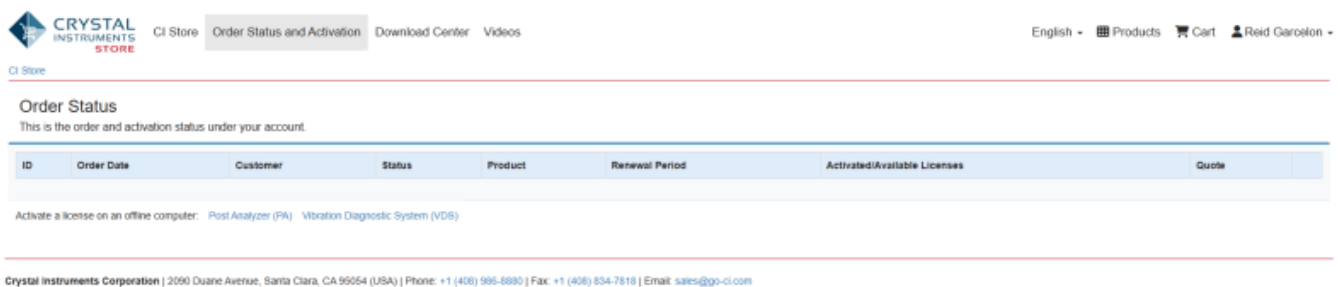 CRYSTAL
INSTRUMENTS
STORE
CI Store Order Status and Activation Download Center Videos English Products Cart Reid Garcelon
CI Store
Order Status
This is the order and activation status under your account.
ID Order Date Customer Status Product Renewal Period Activated/Available Licenses Quote
Activate a license on an offline computer: Post Analyzer (PA) Vibration Diagnostic System (VDS)
Crystal Instruments Corporation | 2090 Duane Avenue, Santa Clara, CA 95054 (USA) | Phone: +1 (408) 986-8880 | Fax: +1 (408) 834-7818 | Email: sales@go-ci.com